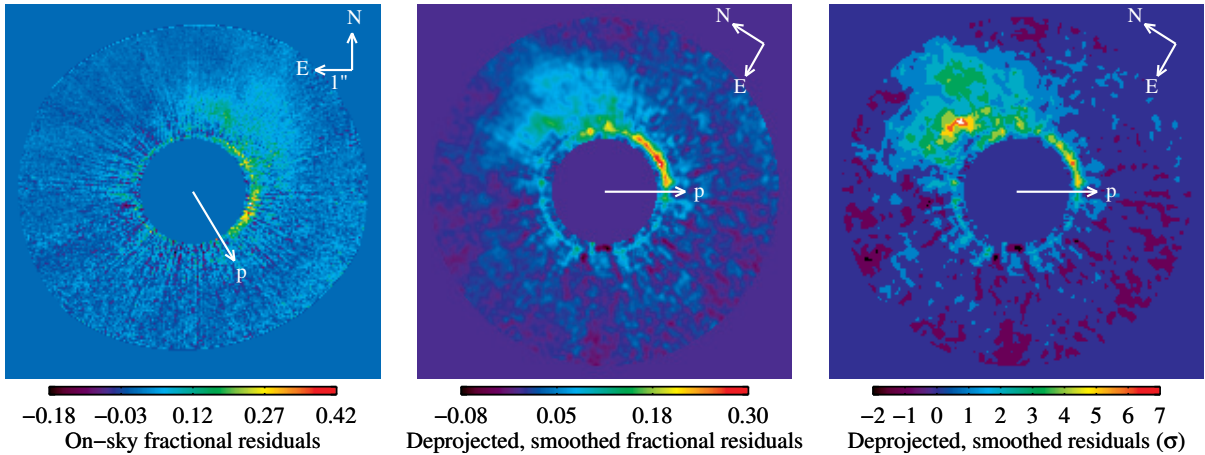 N
E
1"
p
−0.18 −0.03 0.12 0.27 0.42
On−sky fractional residuals
N
E
p
−0.08 0.05 0.18 0.30
Deprojected, smoothed fractional residuals
N
E
p
−2 −1 0 1 2 3 4 5 6 7
Deprojected, smoothed residuals (σ)